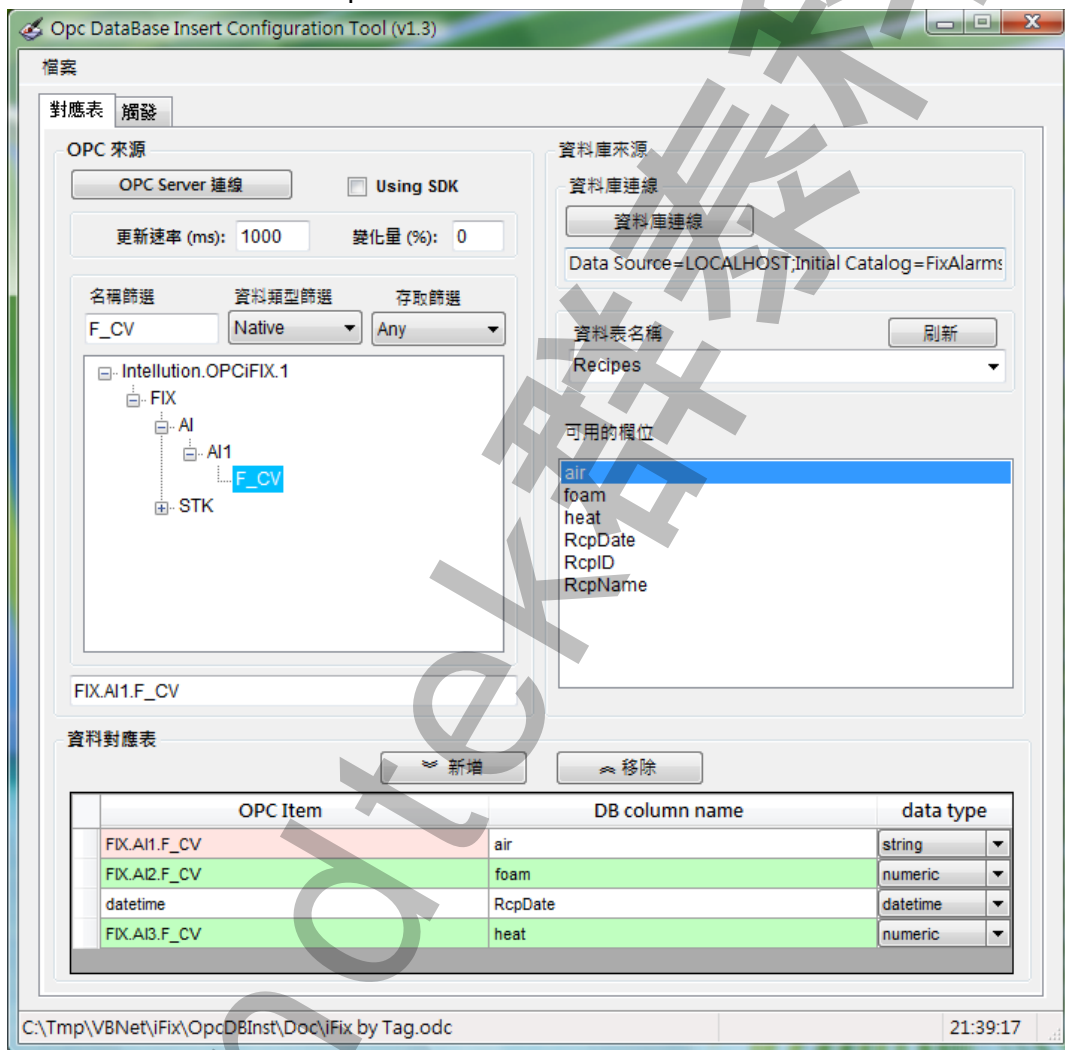 Opc DataBase Insert Configuration Tool (v1.3)
檔案
對應表 觸發
OPC 來源
OPC Server 連線
Using SDK
更新速率 (ms): 1000 變化量 (%): 0
名稱篩選 資料類型篩選 存取篩選
F_CV Native Any
Intellution.OPCiFIX.1
FIX
AI
AI1
F_CV
STK
FIX.AI1.F_CV
資料庫來源
資料庫連線
資料庫連線
Data Source=LOCALHOST;Initial Catalog=FixAlarms
資料表名稱 刷新
Recipes
可用的欄位
air
foam
heat
RcpDate
RcpID
RcpName
資料對應表
新增 移除
OPC Item DB column name data type
FIX.AI1.F_CV air string
FIX.AI2.F_CV foam numeric
datetime RcpDate datetime
FIX.AI3.F_CV heat numeric
C:\Tmp\VBNet\iFix\OpcDBInst\Doc\iFix by Tag.odc 21:39:17